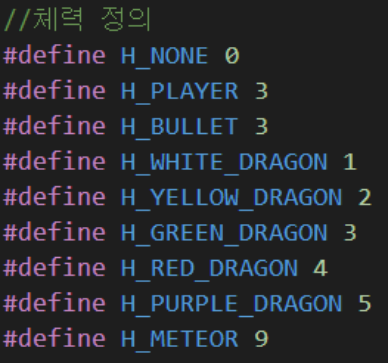 //체력 정의
#define H_NONE 0
#define H_PLAYER 3
#define H_BULLET 3
#define H_WHITE_DRAGON 1
#define H_YELLOW_DRAGON 2
#define H_GREEN_DRAGON 3
#define H_RED_DRAGON 4
#define H_PURPLE_DRAGON 5
#define H_METEOR 9